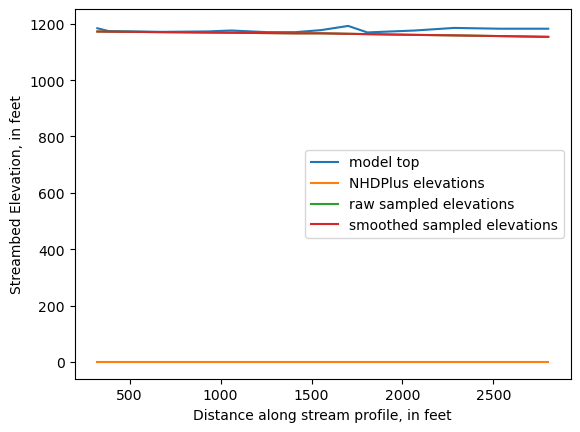 1200
1000
800
600
400
200
0
Streambed Elevation, in feet
model top
NHDPlus elevations
raw sampled elevations
smoothed sampled elevations
500
1000
1500
2000
2500
Distance along stream profile, in feet